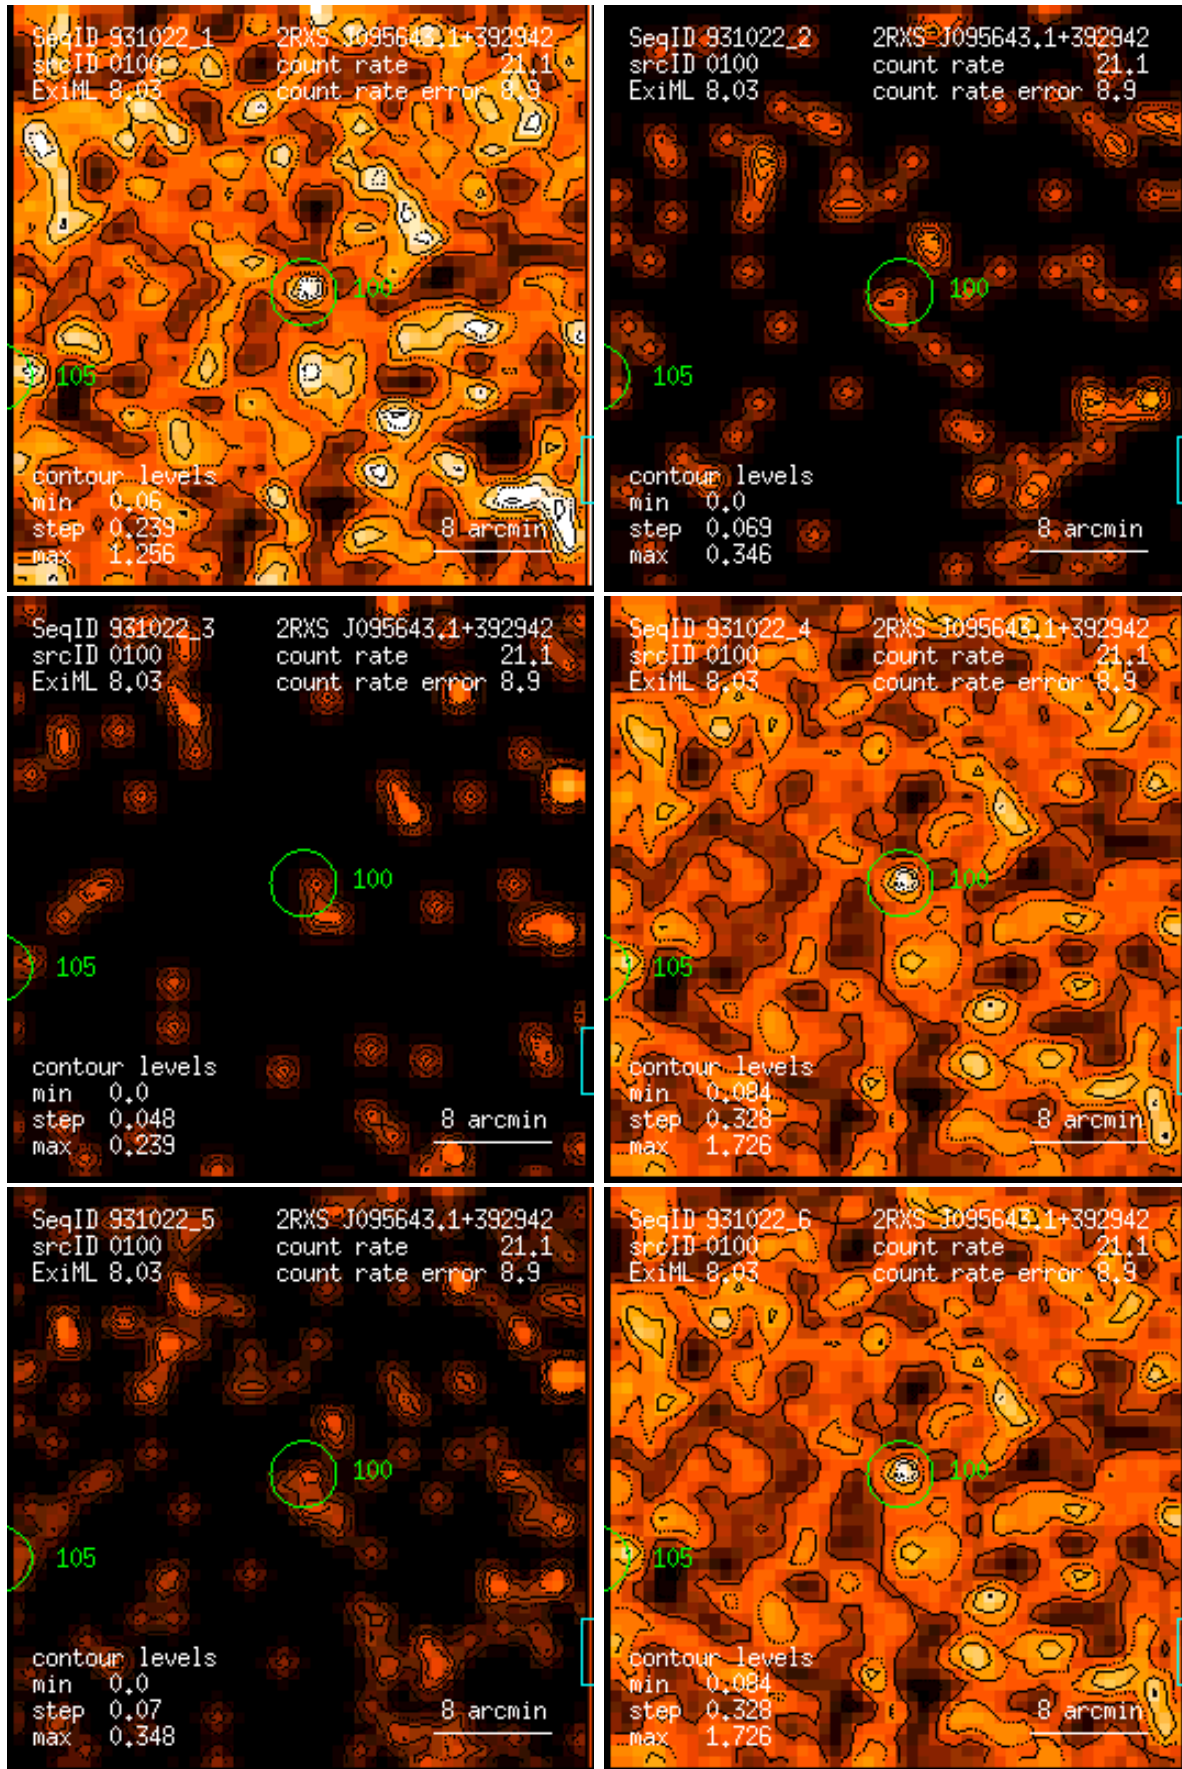 SeqID 931022_1 2RXS J095643.1+392942
srcID 0100 count rate 21.1
ExiML 8.03 count rate error 8.9
100
105
contour levels
min 0.06
step 0.239 8 arcmin
max 1.256
SeqID 931022_2 2RXS J095643.1+392942
srcID 0100 count rate 21.1
ExiML 8.03 count rate error 8.9
100
105
contour levels
min 0.0
step 0.069 8 arcmin
max 0.346
SeqID 931022_3 2RXS J095643.1+392942
srcID 0100 count rate 21.1
ExiML 8.03 count rate error 8.9
100
105
contour levels
min 0.0
step 0.048 8 arcmin
max 0.239
SeqID 931022_4 2RXS J095643.1+392942
srcID 0100 count rate 21.1
ExiML 8.03 count rate error 8.9
100
105
contour levels
min 0.084
step 0.328 8 arcmin
max 1.726
SeqID 931022_5 2RXS J095643.1+392942
srcID 0100 count rate 21.1
ExiML 8.03 count rate error 8.9
100
105
contour levels
min 0.0
step 0.07 8 arcmin
max 0.348
SeqID 931022_6 2RXS J095643.1+392942
srcID 0100 count rate 21.1
ExiML 8.03 count rate error 8.9
100
105
contour levels
min 0.084
step 0.328 8 arcmin
max 1.726